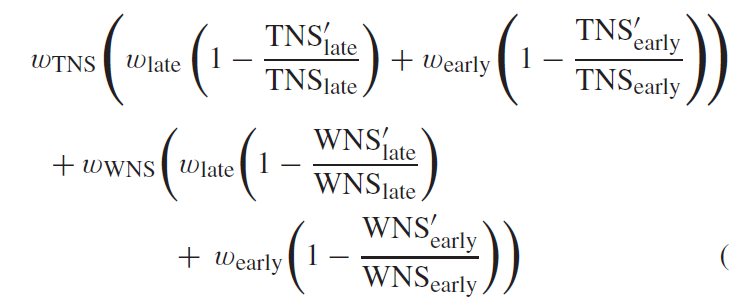 w_TNS ( w_late ( 1 − TNS′_late / TNS_late ) + w_early ( 1 − TNS′_early / TNS_early ) )
+ w_WNS ( w_late ( 1 − WNS′_late / WNS_late )
+ w_early ( 1 − WNS′_early / WNS_early ) ) (